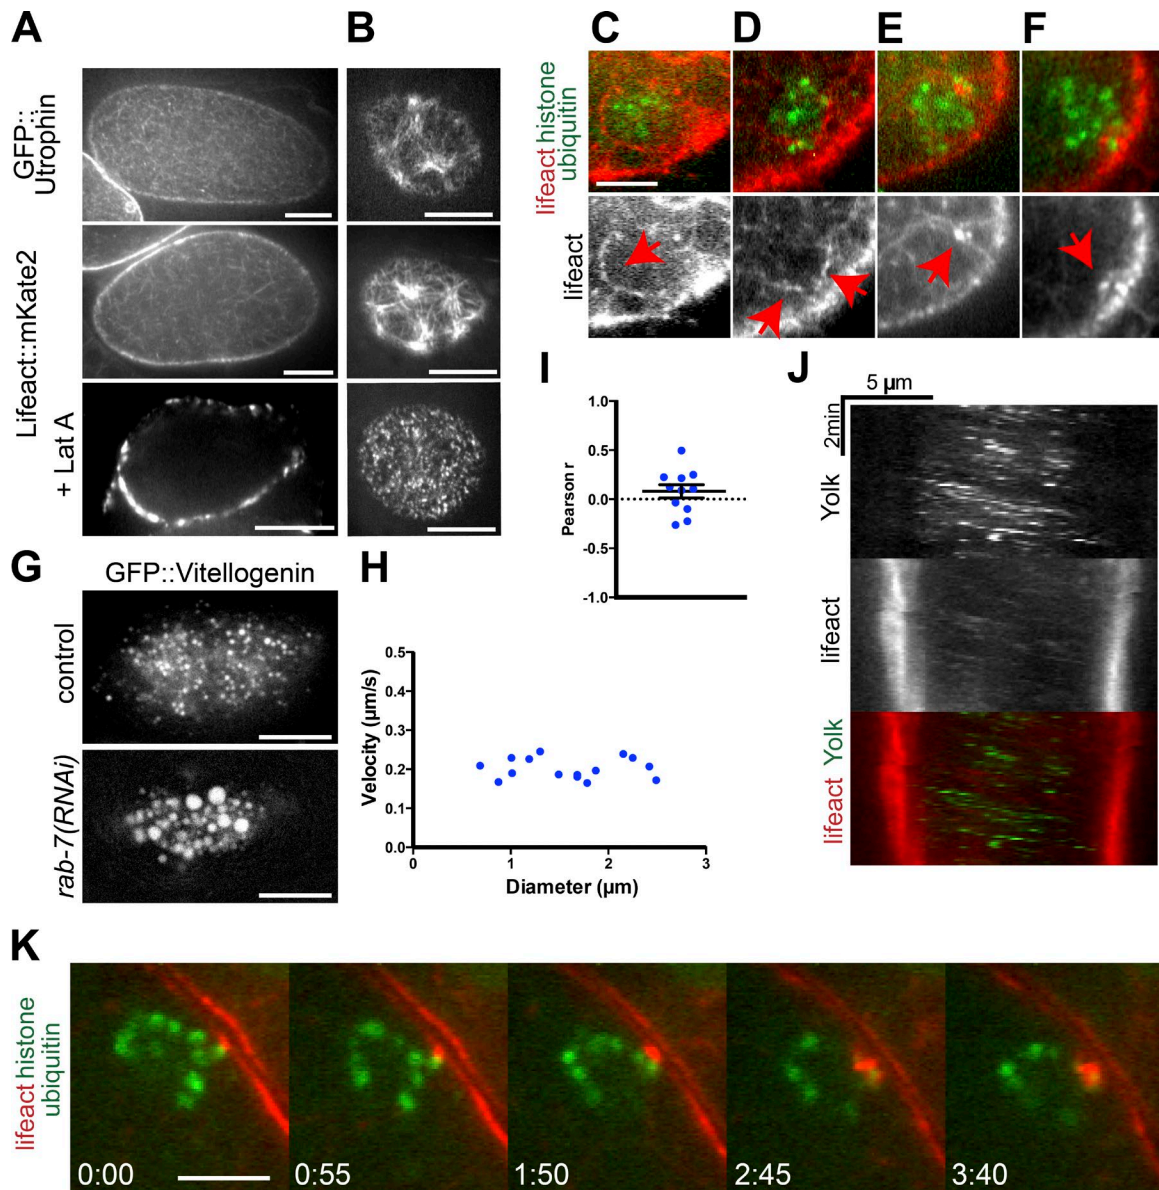 A
B
C
D
E
F
GFP::
Utrophin
Lifeact::mKate2
+ Lat A
lifeact histone
ubiquitin
lifeact
G
GFP::Vitellogenin
control
rab-7(RNAi)
H
0.5
0.4
0.3
0.2
0.1
0.0
Velocity (µm/s)
0
1
2
3
Diameter (µm)
I
1.0
0.5
0.0
-0.5
-1.0
Pearson r
J
5 µm
2min
Yolk
lifeact
lifeact Yolk
K
lifeact histone
ubiquitin
0:00
0:55
1:50
2:45
3:40